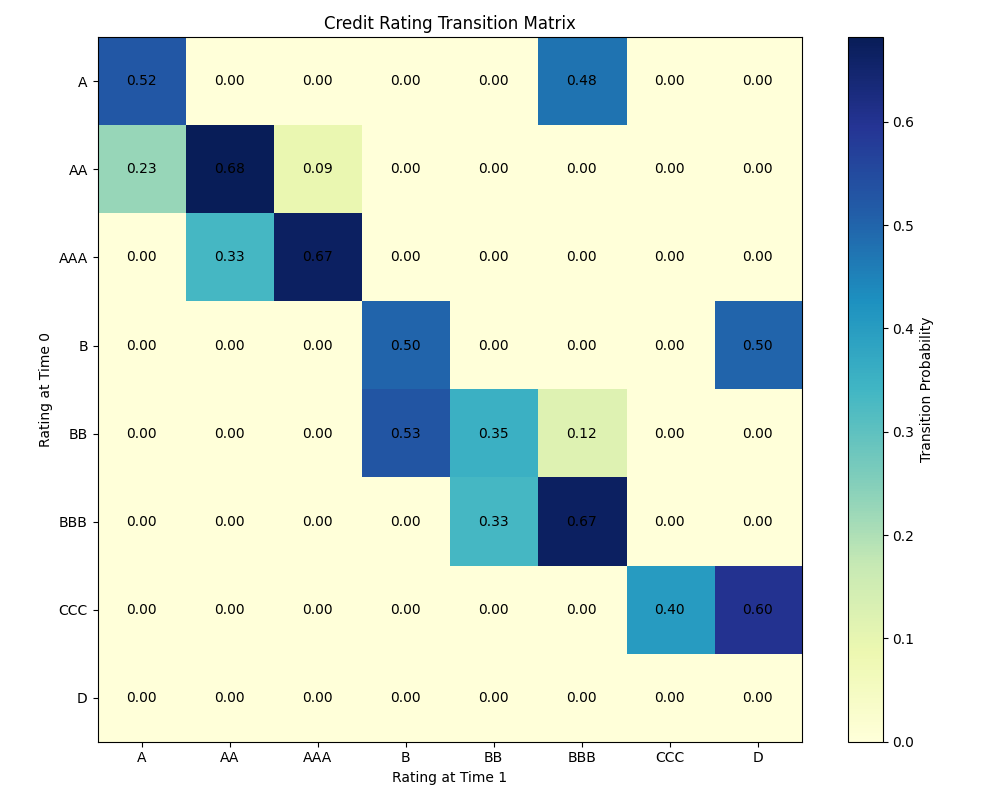 Credit Rating Transition Matrix
A 0.52 0.00 0.00 0.00 0.00 0.48 0.00 0.00
AA 0.23 0.68 0.09 0.00 0.00 0.00 0.00 0.00
AAA 0.00 0.33 0.67 0.00 0.00 0.00 0.00 0.00
B 0.00 0.00 0.00 0.50 0.00 0.00 0.00 0.50
BB 0.00 0.00 0.00 0.53 0.35 0.12 0.00 0.00
BBB 0.00 0.00 0.00 0.00 0.33 0.67 0.00 0.00
CCC 0.00 0.00 0.00 0.00 0.00 0.00 0.40 0.60
D 0.00 0.00 0.00 0.00 0.00 0.00 0.00 0.00
A AA AAA B BB BBB CCC D
Rating at Time 1
Rating at Time 0
0.6
0.5
0.4
0.3
0.2
0.1
0.0
Transition Probability